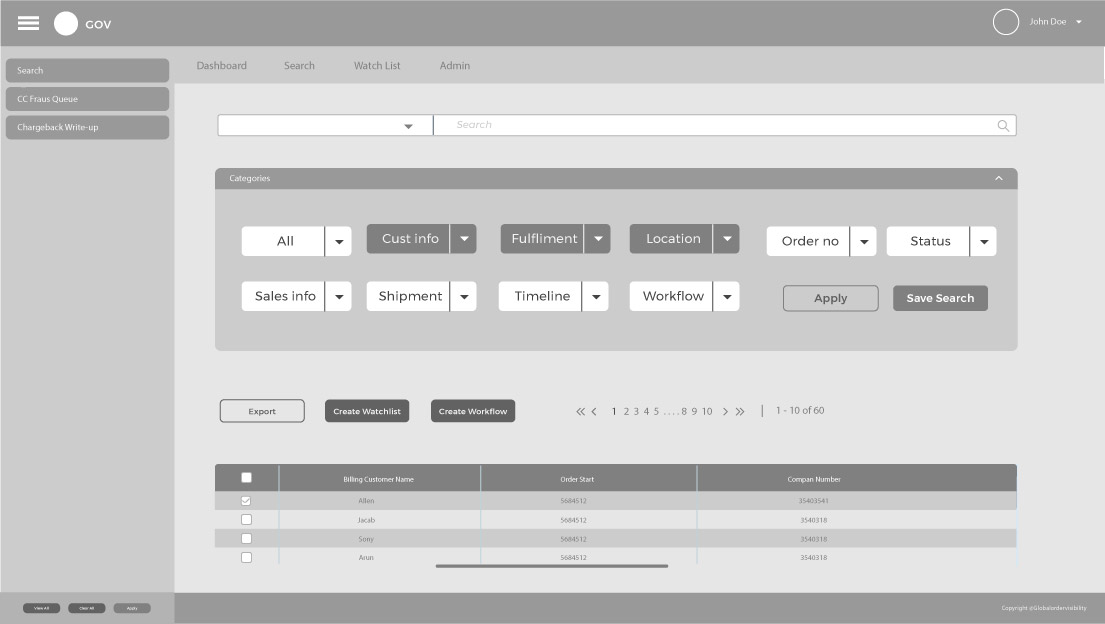 GOV
John Doe
Dashboard Search Watch List Admin
Search
CC Fraus Queue
Chargeback Write-up
Search
Categories
All Cust info Fulfliment Location Order no Status
Sales info Shipment Timeline Workflow Apply Save Search
Export Create Watchlist Create Workflow 1 2 3 4 5 ....8 9 10 | 1 - 10 of 60
Billing Customer Name Order Start Compan Number
Allen 5684512 35403541
Jacab 5684512 3540318
Sony 5684512 3540318
Arun 5684512 3540318
View All Clear All Apply
Copyright @Globalordervisibility